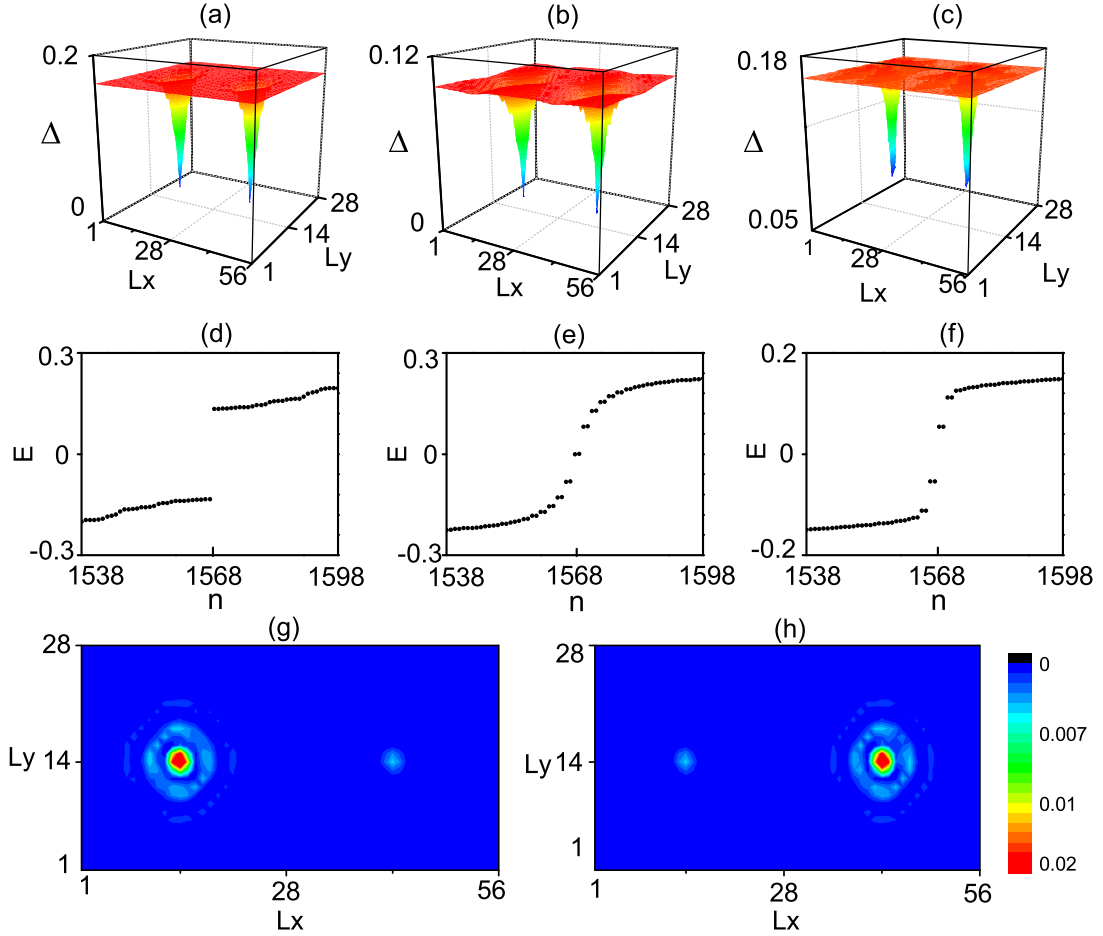 (a) (b) (c)
0.2 0.12 0.18
Δ Δ Δ
0 0 0.05
1 28 56 1 14 28
Lx Ly
1 28 56 1 14 28
Lx Ly
1 28 56 1 14 28
Lx Ly
(d) (e) (f)
0.3 0.3 0.2
E 0 E 0 E 0
-0.3 -0.3 -0.2
1538 1568 1598 1538 1568 1598 1538 1568 1598
n n n
(g) (h)
28 28
Ly 14 Ly 14
1 1
1 28 56 1 28 56
Lx Lx
0
0.007
0.01
0.02